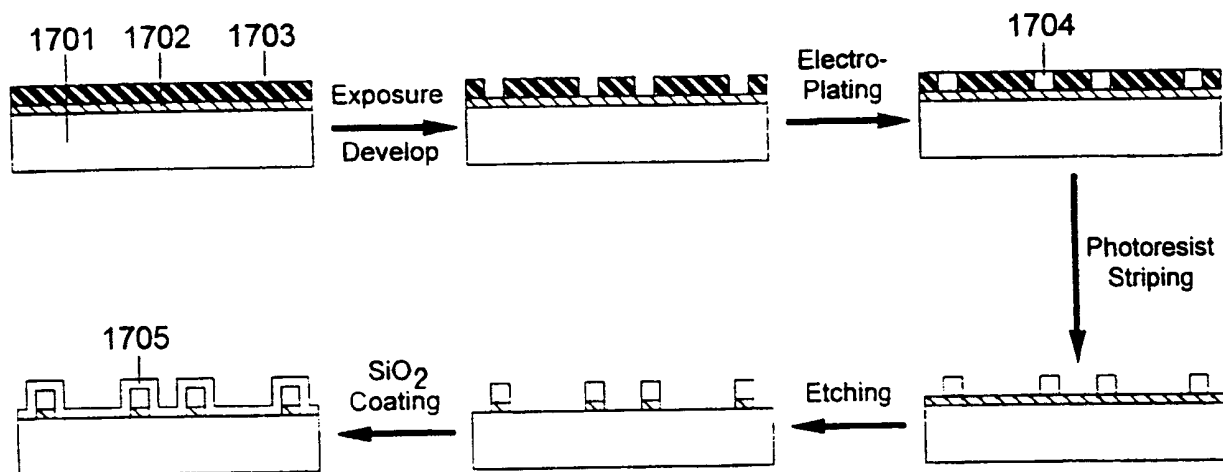 1701 1702 1703
Exposure
Develop
Electro-
Plating
1704
Photoresist
Striping
Etching
SiO2
Coating
1705